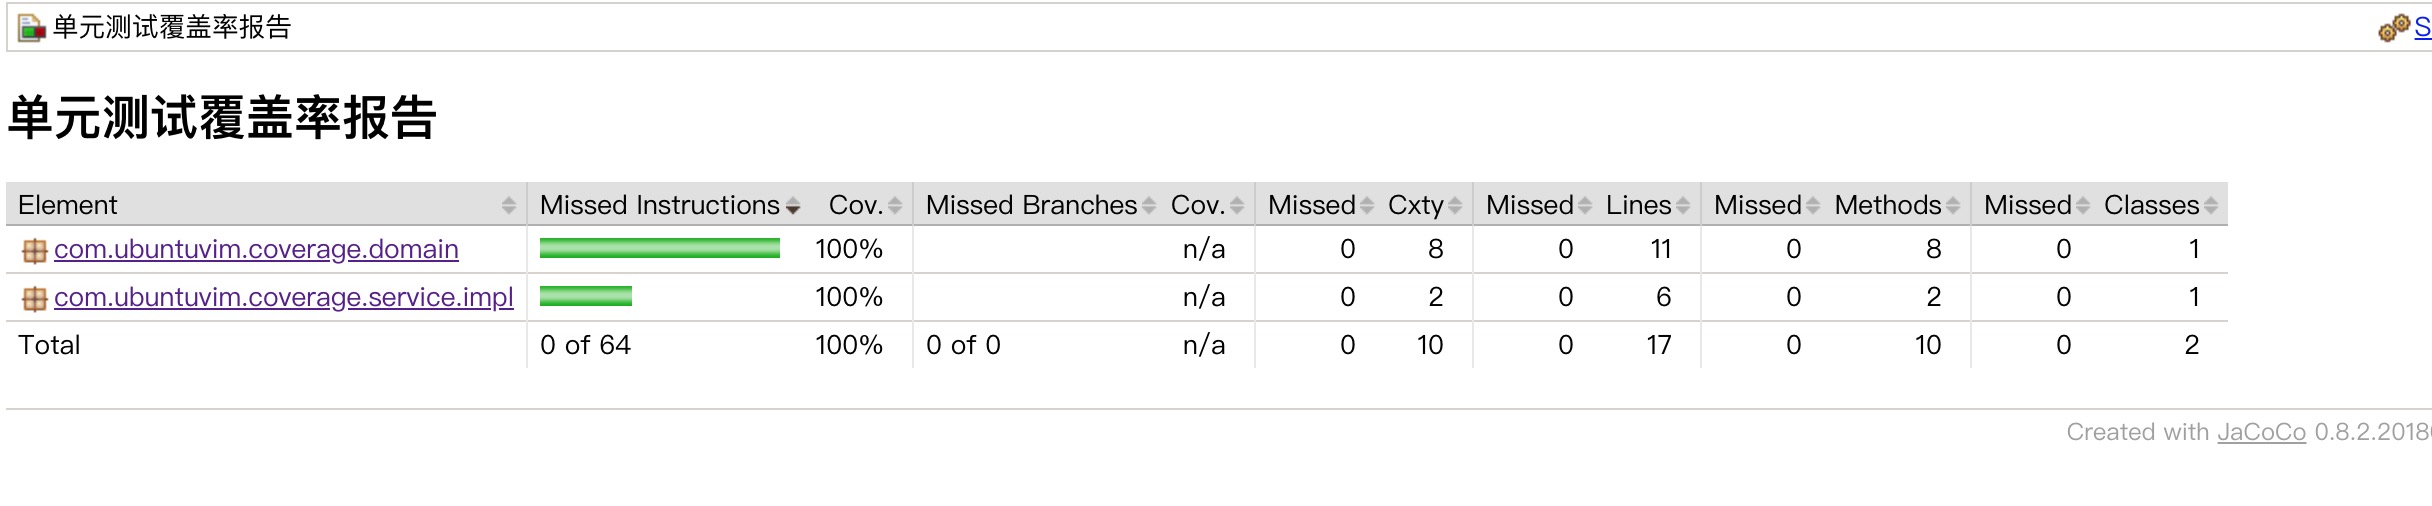 单元测试覆盖率报告 S
单元测试覆盖率报告
Element Missed Instructions Cov. Missed Branches Cov. Missed Cxty Missed Lines Missed Methods Missed Classes
com.ubuntuvim.coverage.domain 100% n/a 0 8 0 11 0 8 0 1
com.ubuntuvim.coverage.service.impl 100% n/a 0 2 0 6 0 2 0 1
Total 0 of 64 100% 0 of 0 n/a 0 10 0 17 0 10 0 2
Created with JaCoCo 0.8.2.2018